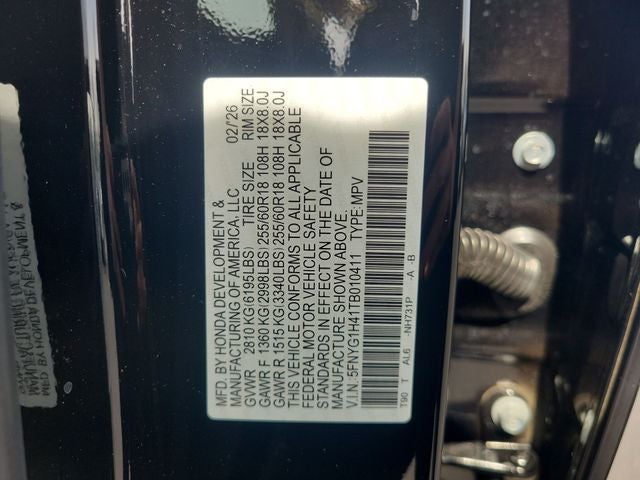 MFD. BY HONDA DEVELOPMENT & 02/'26
MANUFACTURING OF AMERICA, LLC
GVWR 2810 KG(6195LBS) TIRE SIZE RIM SIZE
GAWR F 1360 KG(2998LBS) 255/60R18 108H 18X8.0J
GAWR R 1515 KG(3340LBS) 255/60R18 108H 18X8.0J
THIS VEHICLE CONFORMS TO ALL APPLICABLE
FEDERAL MOTOR VEHICLE SAFETY
STANDARDS IN EFFECT ON THE DATE OF
MANUFACTURE SHOWN ABOVE.
V.I.N.: 5FNYG1H41TB010411 TYPE: MPV
T90 T AL6 -NH731P -A -B